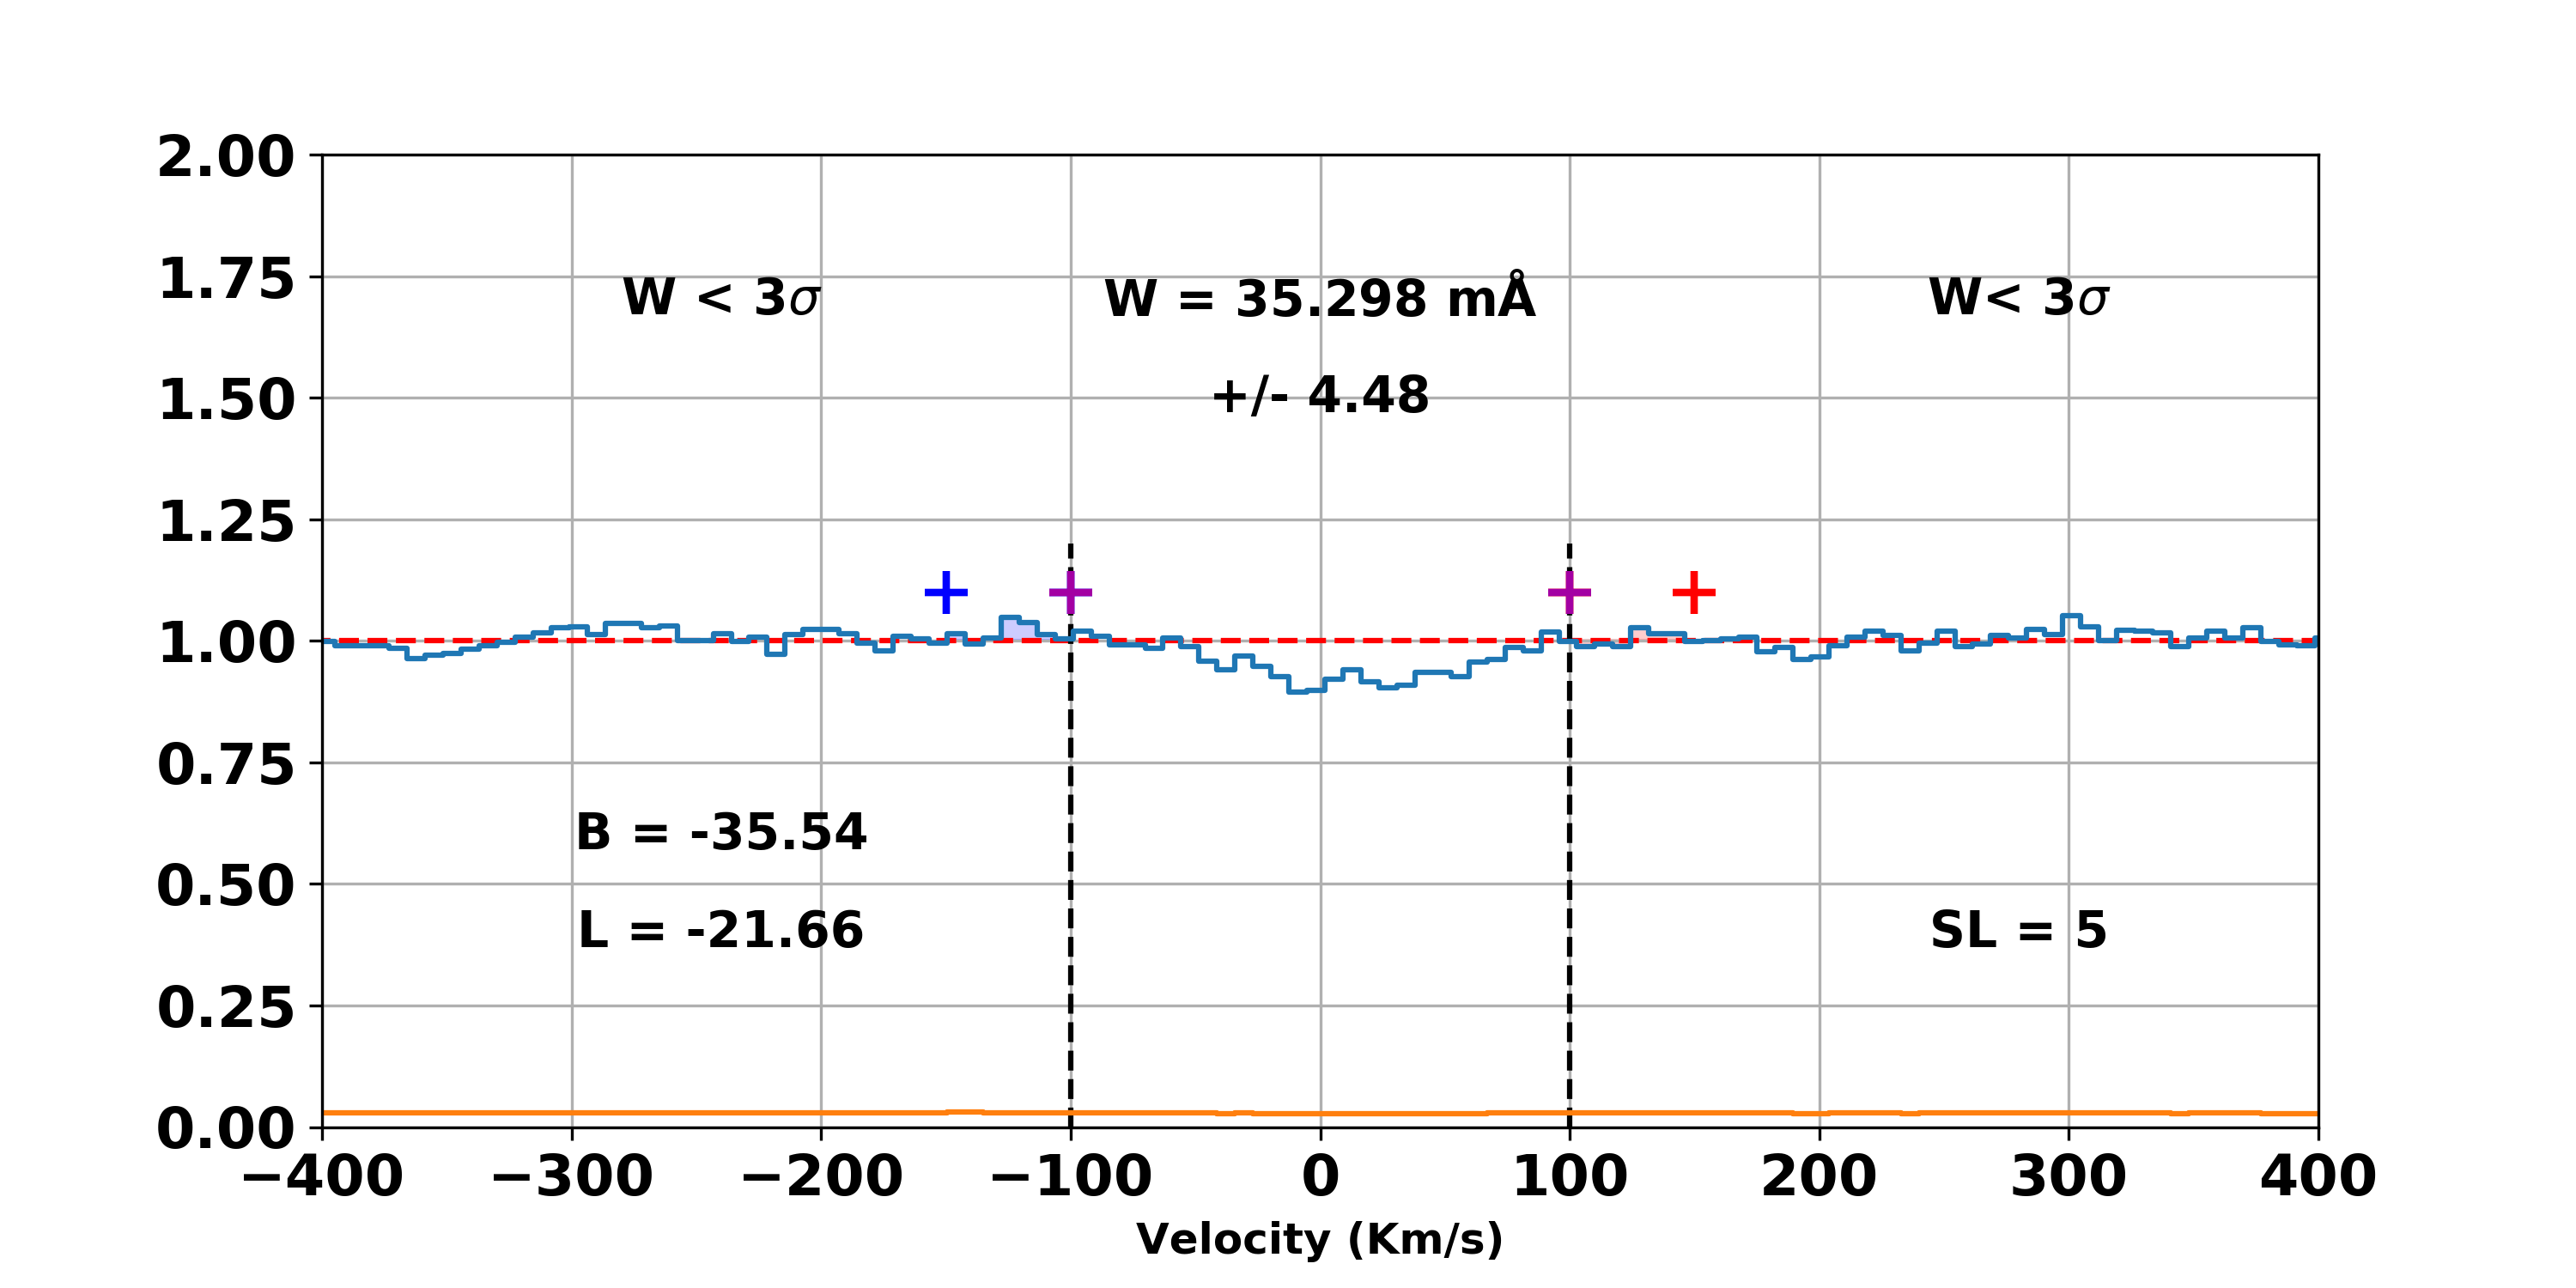 2.00
1.75
1.50
1.25
1.00
0.75
0.50
0.25
0.00
W < 3σ
W = 35.298 mÅ
+/- 4.48
W< 3σ
B = -35.54
L = -21.66
SL = 5
−400 −300 −200 −100 0 100 200 300 400
Velocity (Km/s)